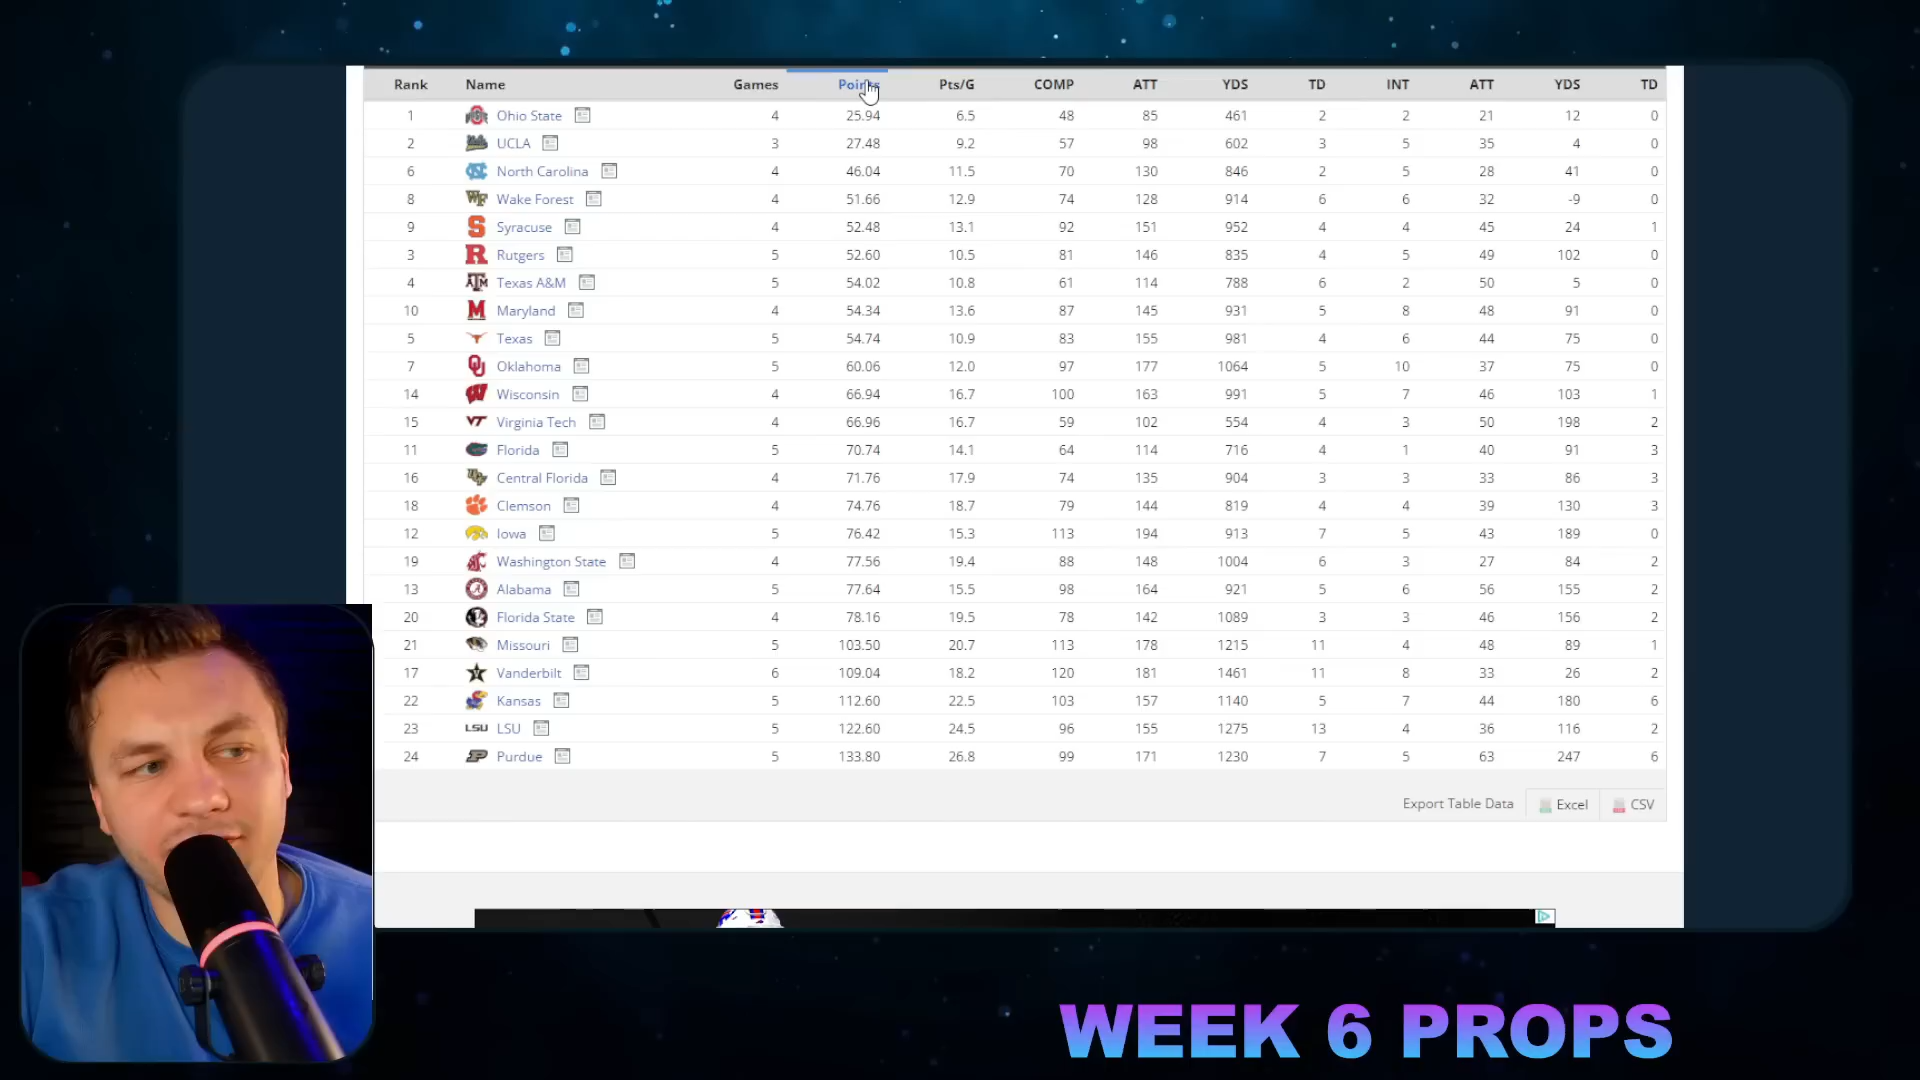 Rank Name Games Points Pts/G COMP ATT YDS TD INT ATT YDS TD
1 Ohio State 4 25.94 6.5 48 85 461 2 2 21 12 0
2 UCLA 3 27.48 9.2 57 98 602 3 5 35 4 0
6 North Carolina 4 46.04 11.5 70 130 846 2 5 28 41 0
8 WF Wake Forest 4 51.66 12.9 74 128 914 6 6 32 -9 0
9 S Syracuse 4 52.48 13.1 92 151 952 4 4 45 24 1
3 R Rutgers 5 52.60 10.5 81 146 835 4 5 49 102 0
4 ATM Texas A&M 5 54.02 10.8 61 114 788 6 2 50 5 0
10 M Maryland 4 54.34 13.6 87 145 931 5 8 48 91 0
5 Texas 5 54.74 10.9 83 155 981 4 6 44 75 0
7 OU Oklahoma 5 60.06 12.0 97 177 1064 5 10 37 75 0
14 W Wisconsin 4 66.94 16.7 100 163 991 5 7 46 103 1
15 VT Virginia Tech 4 66.96 16.7 59 102 554 4 3 50 198 2
11 Florida 5 70.74 14.1 64 114 716 4 1 40 91 3
16 Central Florida 4 71.76 17.9 74 135 904 3 3 33 86 3
18 Clemson 4 74.76 18.7 79 144 819 4 4 39 130 3
12 Iowa 5 76.42 15.3 113 194 913 7 5 43 189 0
19 Washington State 4 77.56 19.4 88 148 1004 6 3 27 84 2
13 Alabama 5 77.64 15.5 98 164 921 5 6 56 155 2
20 Florida State 4 78.16 19.5 78 142 1089 3 3 46 156 2
21 Missouri 5 103.50 20.7 113 178 1215 11 4 48 89 1
17 Vanderbilt 6 109.04 18.2 120 181 1461 11 8 33 26 2
22 Kansas 5 112.60 22.5 103 157 1140 5 7 44 180 6
23 LSU LSU 5 122.60 24.5 96 155 1275 13 4 36 116 2
24 P Purdue 5 133.80 26.8 99 171 1230 7 5 63 247 6
Export Table Data Excel CSV
WEEK 6 PROPS